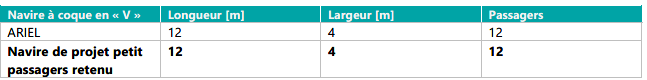 Navire à coque en « V » Longueur [m] Largeur [m] Passagers
ARIEL 12 4 12
Navire de projet petit 12 4 12
passagers retenu